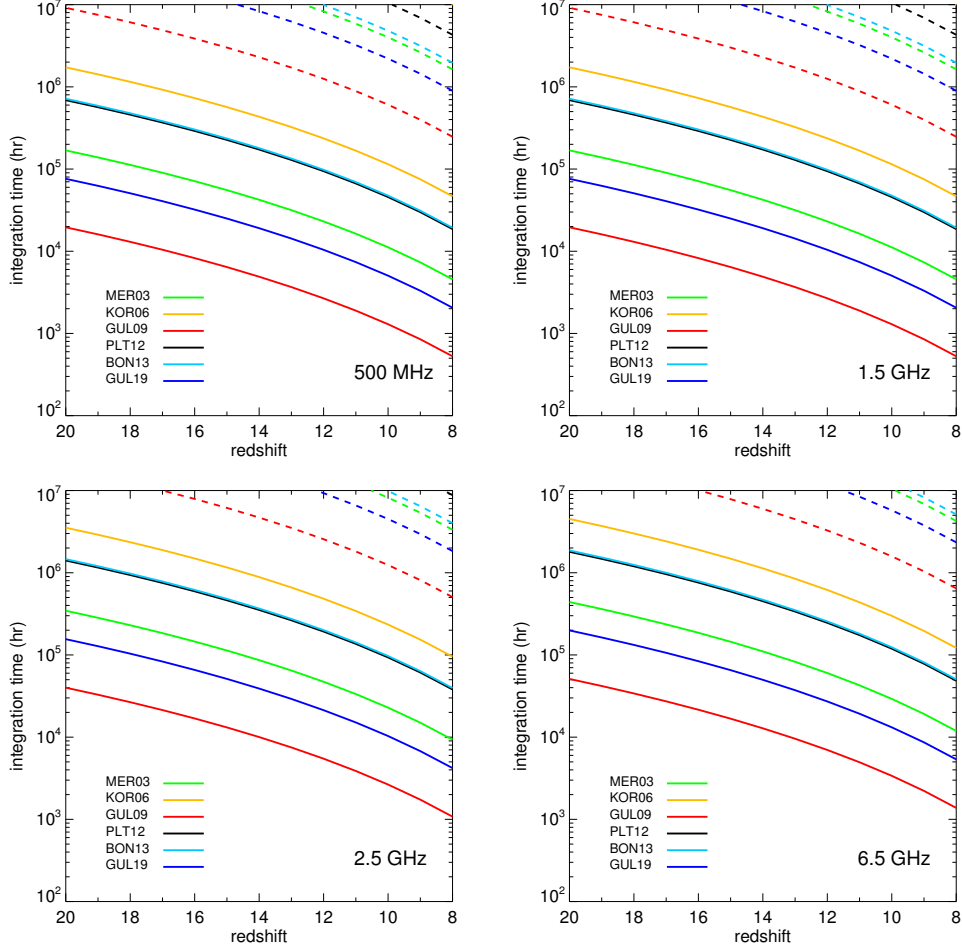 10^7
10^6
10^5
10^4
10^3
10^2
integration time (hr)
MER03
KOR06
GUL09
PLT12
BON13
GUL19
500 MHz
20 18 16 14 12 10 8
redshift
10^7
10^6
10^5
10^4
10^3
10^2
integration time (hr)
MER03
KOR06
GUL09
PLT12
BON13
GUL19
1.5 GHz
20 18 16 14 12 10 8
redshift
10^7
10^6
10^5
10^4
10^3
10^2
integration time (hr)
MER03
KOR06
GUL09
PLT12
BON13
GUL19
2.5 GHz
20 18 16 14 12 10 8
redshift
10^7
10^6
10^5
10^4
10^3
10^2
integration time (hr)
MER03
KOR06
GUL09
PLT12
BON13
GUL19
6.5 GHz
20 18 16 14 12 10 8
redshift